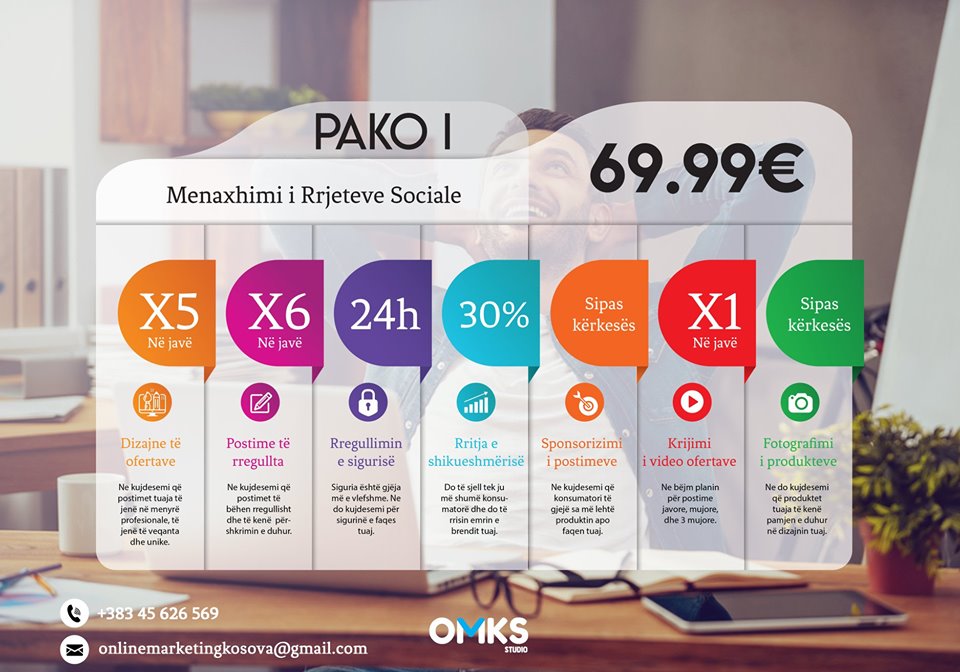 PAKO I
69.99€
Menaxhimi i Rrjeteve Sociale
X5
Në javë
X6
Në javë
24h
30%
Sipas
kërkesës
X1
Në javë
Sipas
kërkesës
Dizajne të
ofertave
Postime të
rregullta
Rregullimin
e sigurisë
Rritja e
shikueshmërisë
Sponsorizimi
i postimeve
Krijimi
i video ofertave
Fotografimi
i produkteve
Ne kujdesemi që
postimet tuaja të
jenë në menyrë
profesionale, të
jenë të veqanta
dhe unike.
Ne kujdesemi që
postimet të
bëhen rregullisht
dhe të kenë për-
shkrimin e duhur.
Siguria është gjëja
më e vlefshme. Ne
do kujdesemi për
sigurinë e faqes
tuaj.
Do të sjell tek ju
më shumë konsu-
matorë dhe do të
rrisin emrin e
brendit tuaj.
Ne kujdesemi që
konsumatori të
gjejë sa më lehtë
produktin apo
faqen tuaj.
Ne bëjm planin
për postime
javore, mujore,
dhe 3 mujore.
Ne do kujdesemi
që produktet
tuaja të kenë
pamjen e duhur
në dizajnin tuaj.
+383 45 626 569
onlinemarketingkosova@gmail.com
OMKS
STUDIO